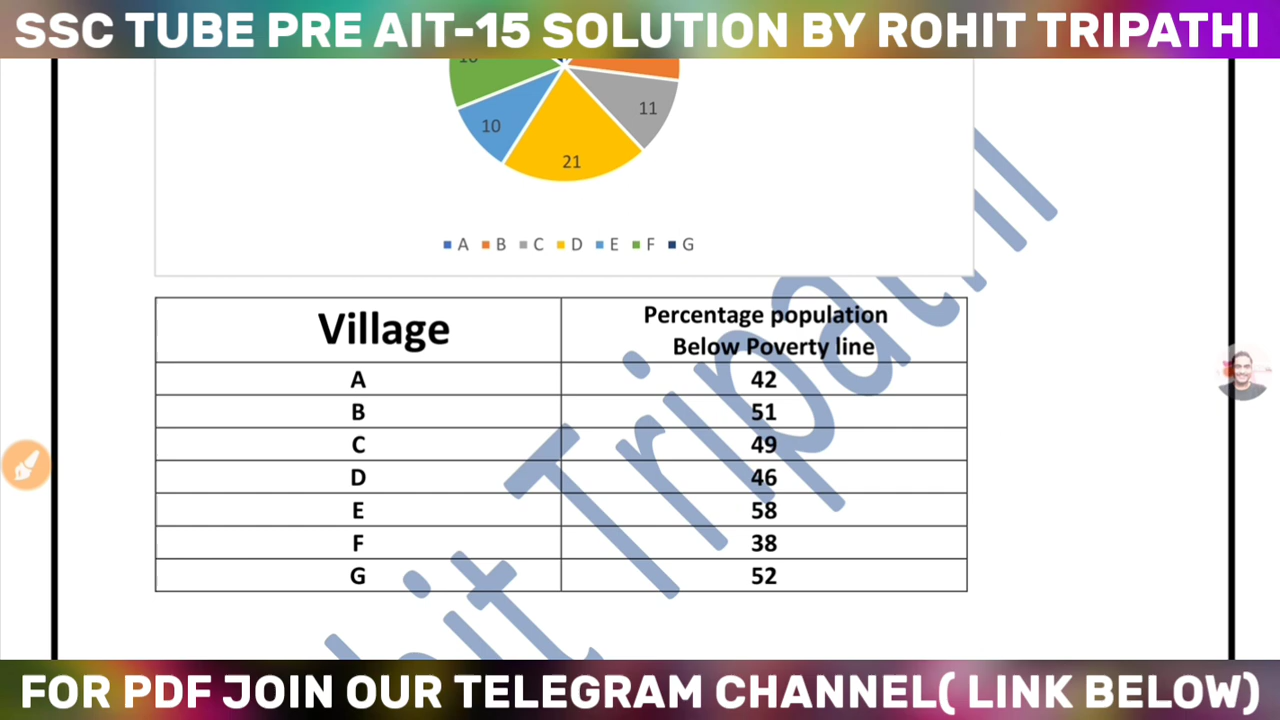 SSC TUBE PRE AIT-15 SOLUTION BY ROHIT TRIPATHI
11
10
21
A B C D E F G
Village
Percentage population
Below Poverty line
A 42
B 51
C 49
D 46
E 58
F 38
G 52
Tripathi
FOR PDF JOIN OUR TELEGRAM CHANNEL( LINK BELOW)